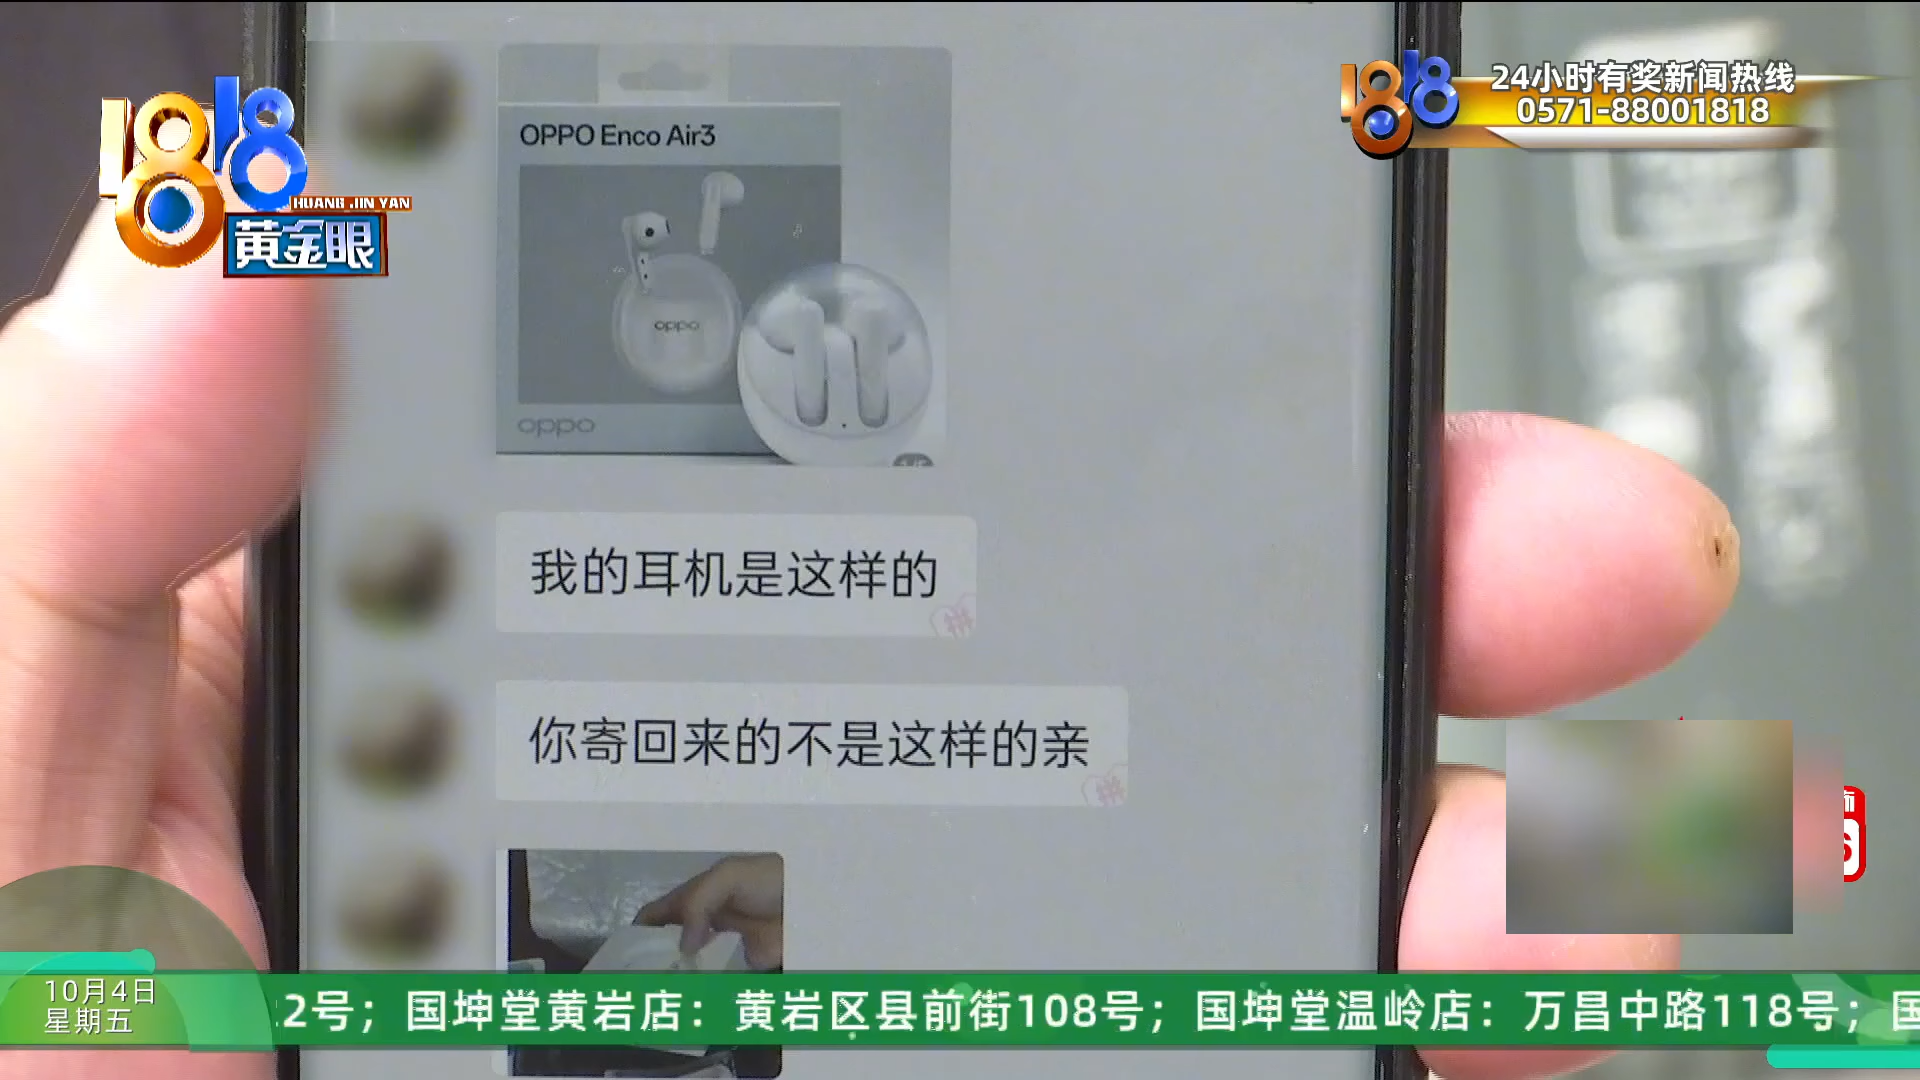 1818
HUANG JIN YAN
黄金眼
1818
24小时有奖新闻热线
0571-88001818
OPPO Enco Air3
oppo
oppo
我的耳机是这样的
拼
你寄回来的不是这样的亲
拼
10月4日
星期五
2号；国坤堂黄岩店：黄岩区县前街108号；国坤堂温岭店：万昌中路118号；国